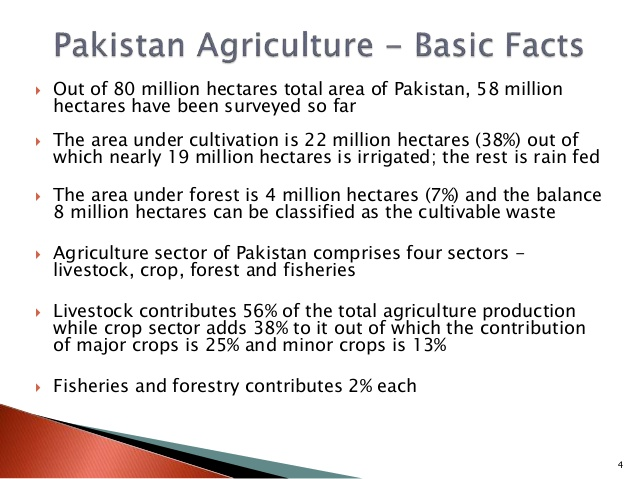 Pakistan Agriculture - Basic Facts
Out of 80 million hectares total area of Pakistan, 58 million
hectares have been surveyed so far
The area under cultivation is 22 million hectares (38%) out of
which nearly 19 million hectares is irrigated; the rest is rain fed
The area under forest is 4 million hectares (7%) and the balance
8 million hectares can be classified as the cultivable waste
Agriculture sector of Pakistan comprises four sectors -
livestock, crop, forest and fisheries
Livestock contributes 56% of the total agriculture production
while crop sector adds 38% to it out of which the contribution
of major crops is 25% and minor crops is 13%
Fisheries and forestry contributes 2% each
4